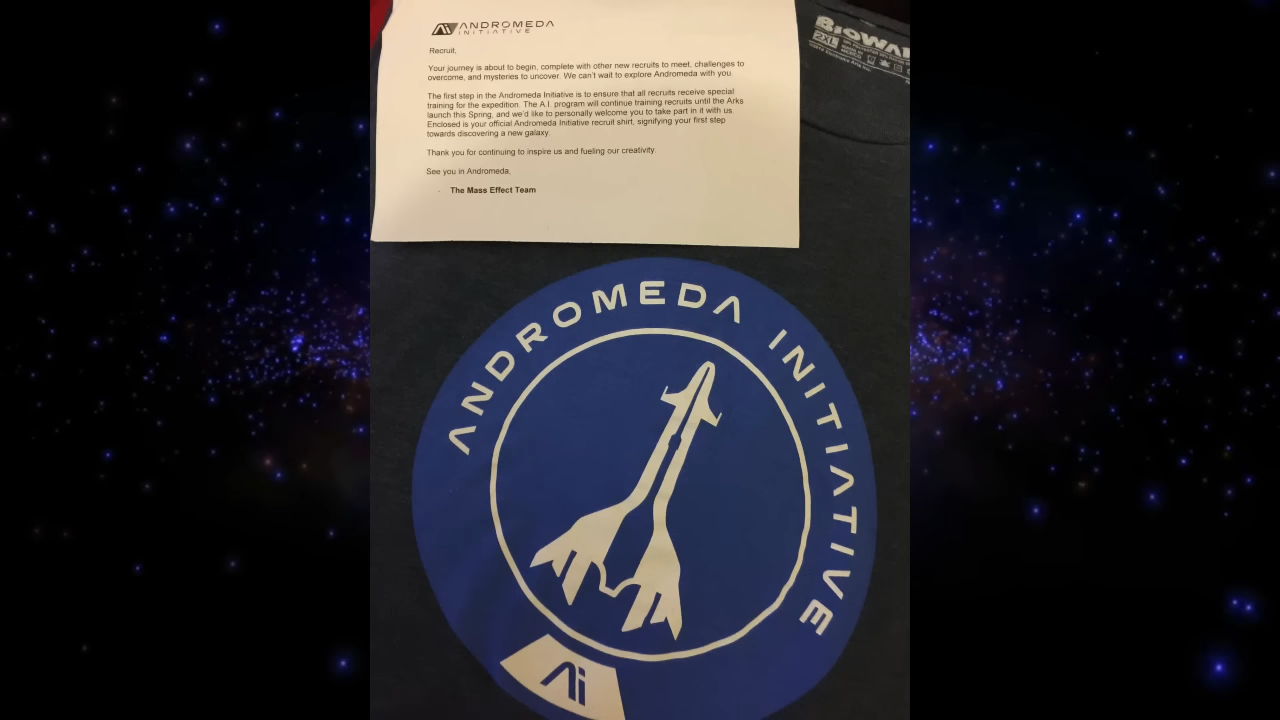 ANDROMEDA
INITIATIVE
Recruit,
Your journey is about to begin, complete with other new recruits to meet, challenges to
overcome, and mysteries to uncover. We can't wait to explore Andromeda with you.
The first step in the Andromeda Initiative is to ensure that all recruits receive special
training for the expedition. The A.I. program will continue training recruits until the Arks
launch this Spring, and we'd like to personally welcome you to take part in it with us.
Enclosed is your official Andromeda Initiative recruit shirt, signifying your first step
towards discovering a new galaxy.
Thank you for continuing to inspire us and fueling our creativity.
See you in Andromeda,
- The Mass Effect Team
BIOWA
2XL
MADE IN
MEXICO
ANDROMEDA INITIATIVE
Ai